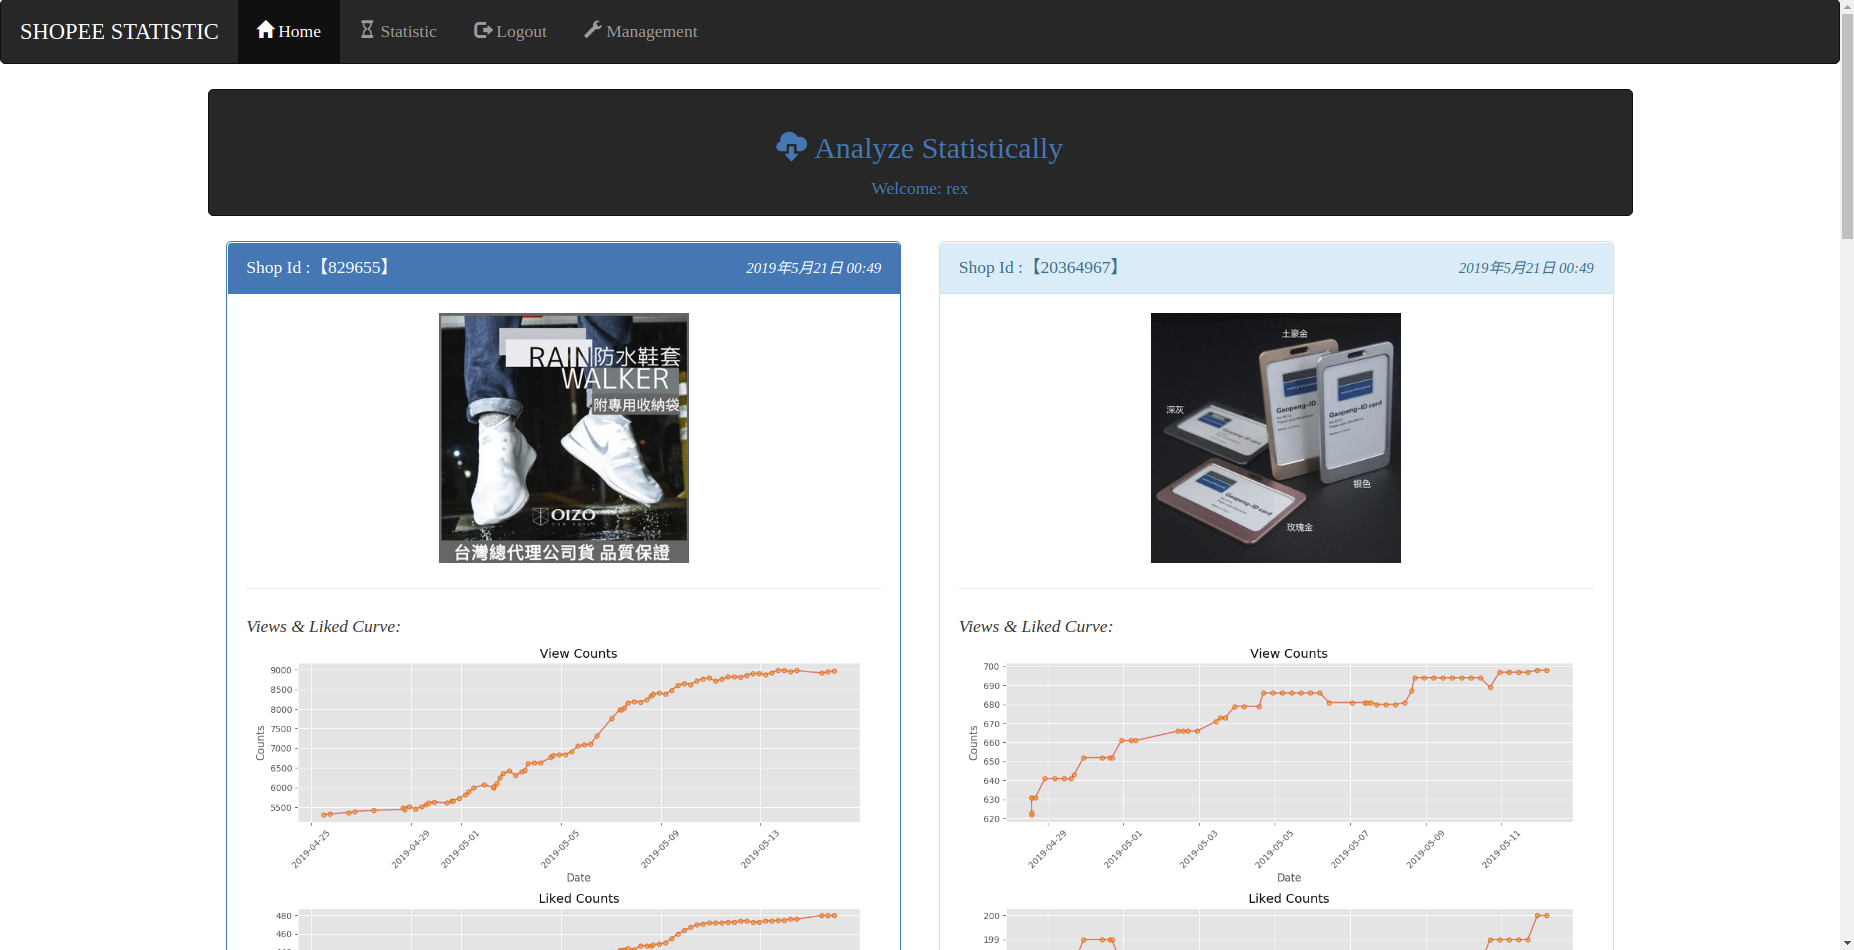 SHOPEE STATISTIC
Home
Statistic
Logout
Management
Analyze Statistically
Welcome: rex
Shop Id :【829655】
2019年5月21日 00:49
RAIN防水鞋套
WALKER
附專用收納袋
OIZO
台灣總代理公司貨 品質保證
Views & Liked Curve:
View Counts
9000
8500
8000
7500
7000
6500
6000
5500
Counts
2019-04-25
2019-04-29
2019-05-01
2019-05-05
2019-05-09
2019-05-13
Date
Liked Counts
480
460
Shop Id :【20364967】
2019年5月21日 00:49
土豪金
深灰
Gaopeng-ID card
Gaopeng-ID card
银色
Gaopeng-ID card
玫瑰金
Views & Liked Curve:
View Counts
700
690
680
670
660
650
640
630
620
Counts
2019-04-29
2019-05-01
2019-05-03
2019-05-05
2019-05-07
2019-05-09
2019-05-11
Date
Liked Counts
200
199